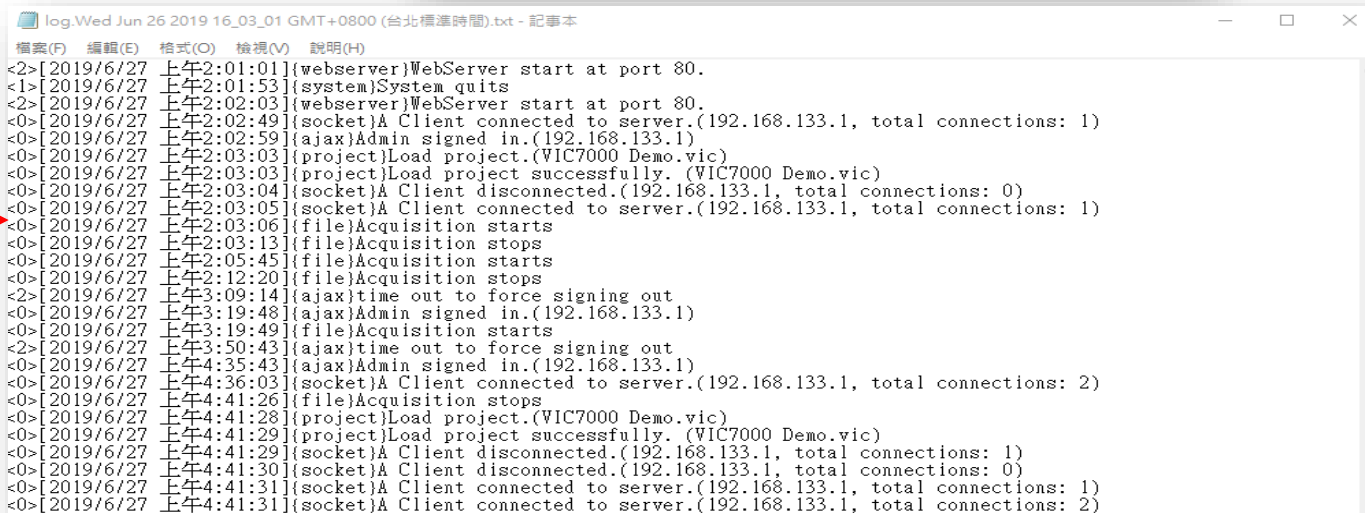 log.Wed Jun 26 2019 16_03_01 GMT+0800 (台北標準時間).txt - 記事本
檔案(F) 編輯(E) 格式(O) 檢視(V) 說明(H)
<2>[2019/6/27 上午2:01:01]{webserver}WebServer start at port 80.
<1>[2019/6/27 上午2:01:53]{system}System quits
<2>[2019/6/27 上午2:02:03]{webserver}WebServer start at port 80.
<0>[2019/6/27 上午2:02:49]{socket}A Client connected to server.(192.168.133.1, total connections: 1)
<0>[2019/6/27 上午2:02:59]{ajax}Admin signed in.(192.168.133.1)
<0>[2019/6/27 上午2:03:03]{project}Load project.(VIC7000 Demo.vic)
<0>[2019/6/27 上午2:03:03]{project}Load project successfully. (VIC7000 Demo.vic)
<0>[2019/6/27 上午2:03:04]{socket}A Client disconnected.(192.168.133.1, total connections: 0)
<0>[2019/6/27 上午2:03:05]{socket}A Client connected to server.(192.168.133.1, total connections: 1)
<0>[2019/6/27 上午2:03:06]{file}Acquisition starts
<0>[2019/6/27 上午2:03:13]{file}Acquisition stops
<0>[2019/6/27 上午2:05:45]{file}Acquisition starts
<0>[2019/6/27 上午2:12:20]{file}Acquisition stops
<2>[2019/6/27 上午3:09:14]{ajax}time out to force signing out
<0>[2019/6/27 上午3:19:48]{ajax}Admin signed in.(192.168.133.1)
<0>[2019/6/27 上午3:19:49]{file}Acquisition starts
<2>[2019/6/27 上午3:50:43]{ajax}time out to force signing out
<0>[2019/6/27 上午4:35:43]{ajax}Admin signed in.(192.168.133.1)
<0>[2019/6/27 上午4:36:03]{socket}A Client connected to server.(192.168.133.1, total connections: 2)
<0>[2019/6/27 上午4:41:26]{file}Acquisition stops
<0>[2019/6/27 上午4:41:28]{project}Load project.(VIC7000 Demo.vic)
<0>[2019/6/27 上午4:41:29]{project}Load project successfully. (VIC7000 Demo.vic)
<0>[2019/6/27 上午4:41:29]{socket}A Client disconnected.(192.168.133.1, total connections: 1)
<0>[2019/6/27 上午4:41:30]{socket}A Client disconnected.(192.168.133.1, total connections: 0)
<0>[2019/6/27 上午4:41:31]{socket}A Client connected to server.(192.168.133.1, total connections: 1)
<0>[2019/6/27 上午4:41:31]{socket}A Client connected to server.(192.168.133.1, total connections: 2)